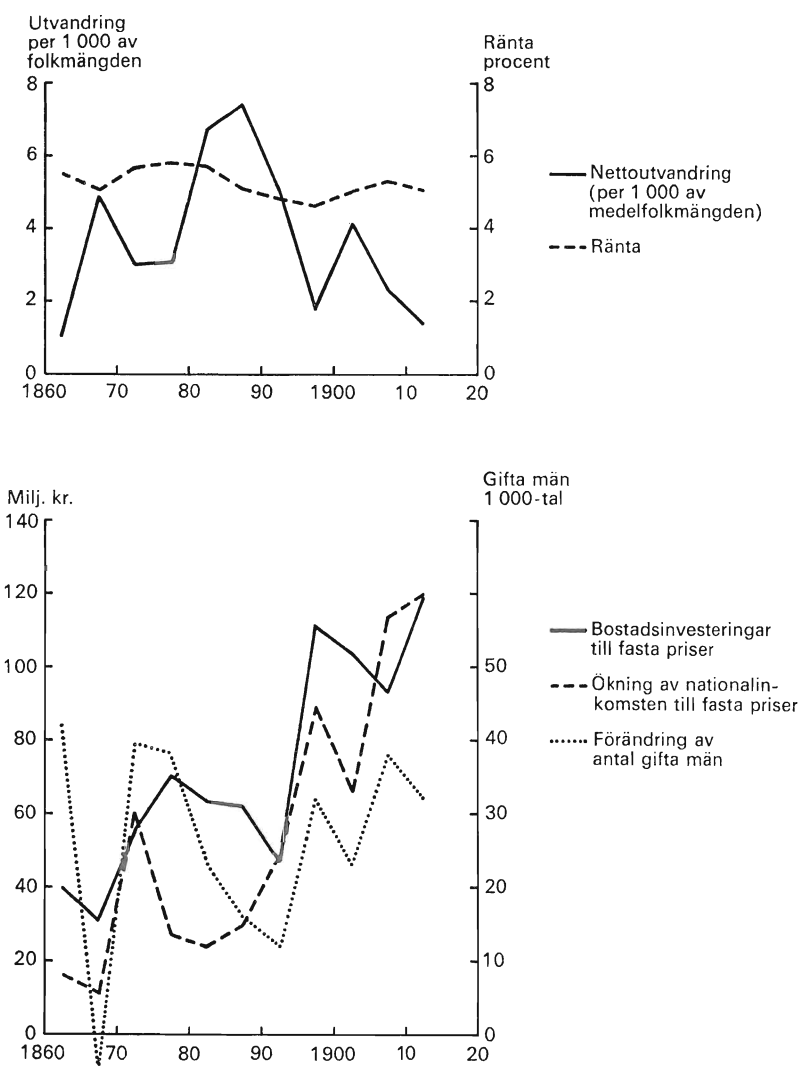 Utvandring
per 1 000 av
folkmängden
Ränta
procent
8
6
4
2
0
8
6
4
2
0
1860 70 80 90 1900 10 20
Nettoutvandring
(per 1 000 av
medelfolkmängden)
Ränta
Milj. kr.
Gifta män
1 000-tal
140
120
100
80
60
40
20
0
50
40
30
20
10
0
1860 70 80 90 1900 10 20
Bostadsinvesteringar
till fasta priser
Ökning av nationalin-
komsten till fasta priser
Förändring av
antal gifta män